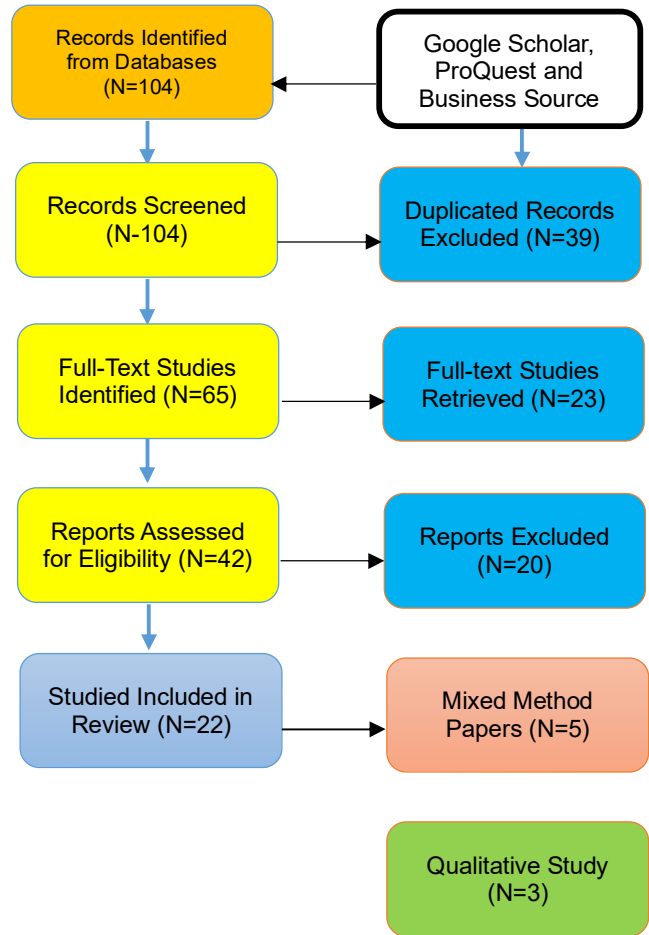 Records Identified
from Databases
(N=104)
Google Scholar,
ProQuest and
Business Source
Records Screened
(N-104)
Duplicated Records
Excluded (N=39)
Full-Text Studies
Identified (N=65)
Full-text Studies
Retrieved (N=23)
Reports Assessed
for Eligibility (N=42)
Reports Excluded
(N=20)
Studied Included in
Review (N=22)
Mixed Method
Papers (N=5)
Qualitative Study
(N=3)